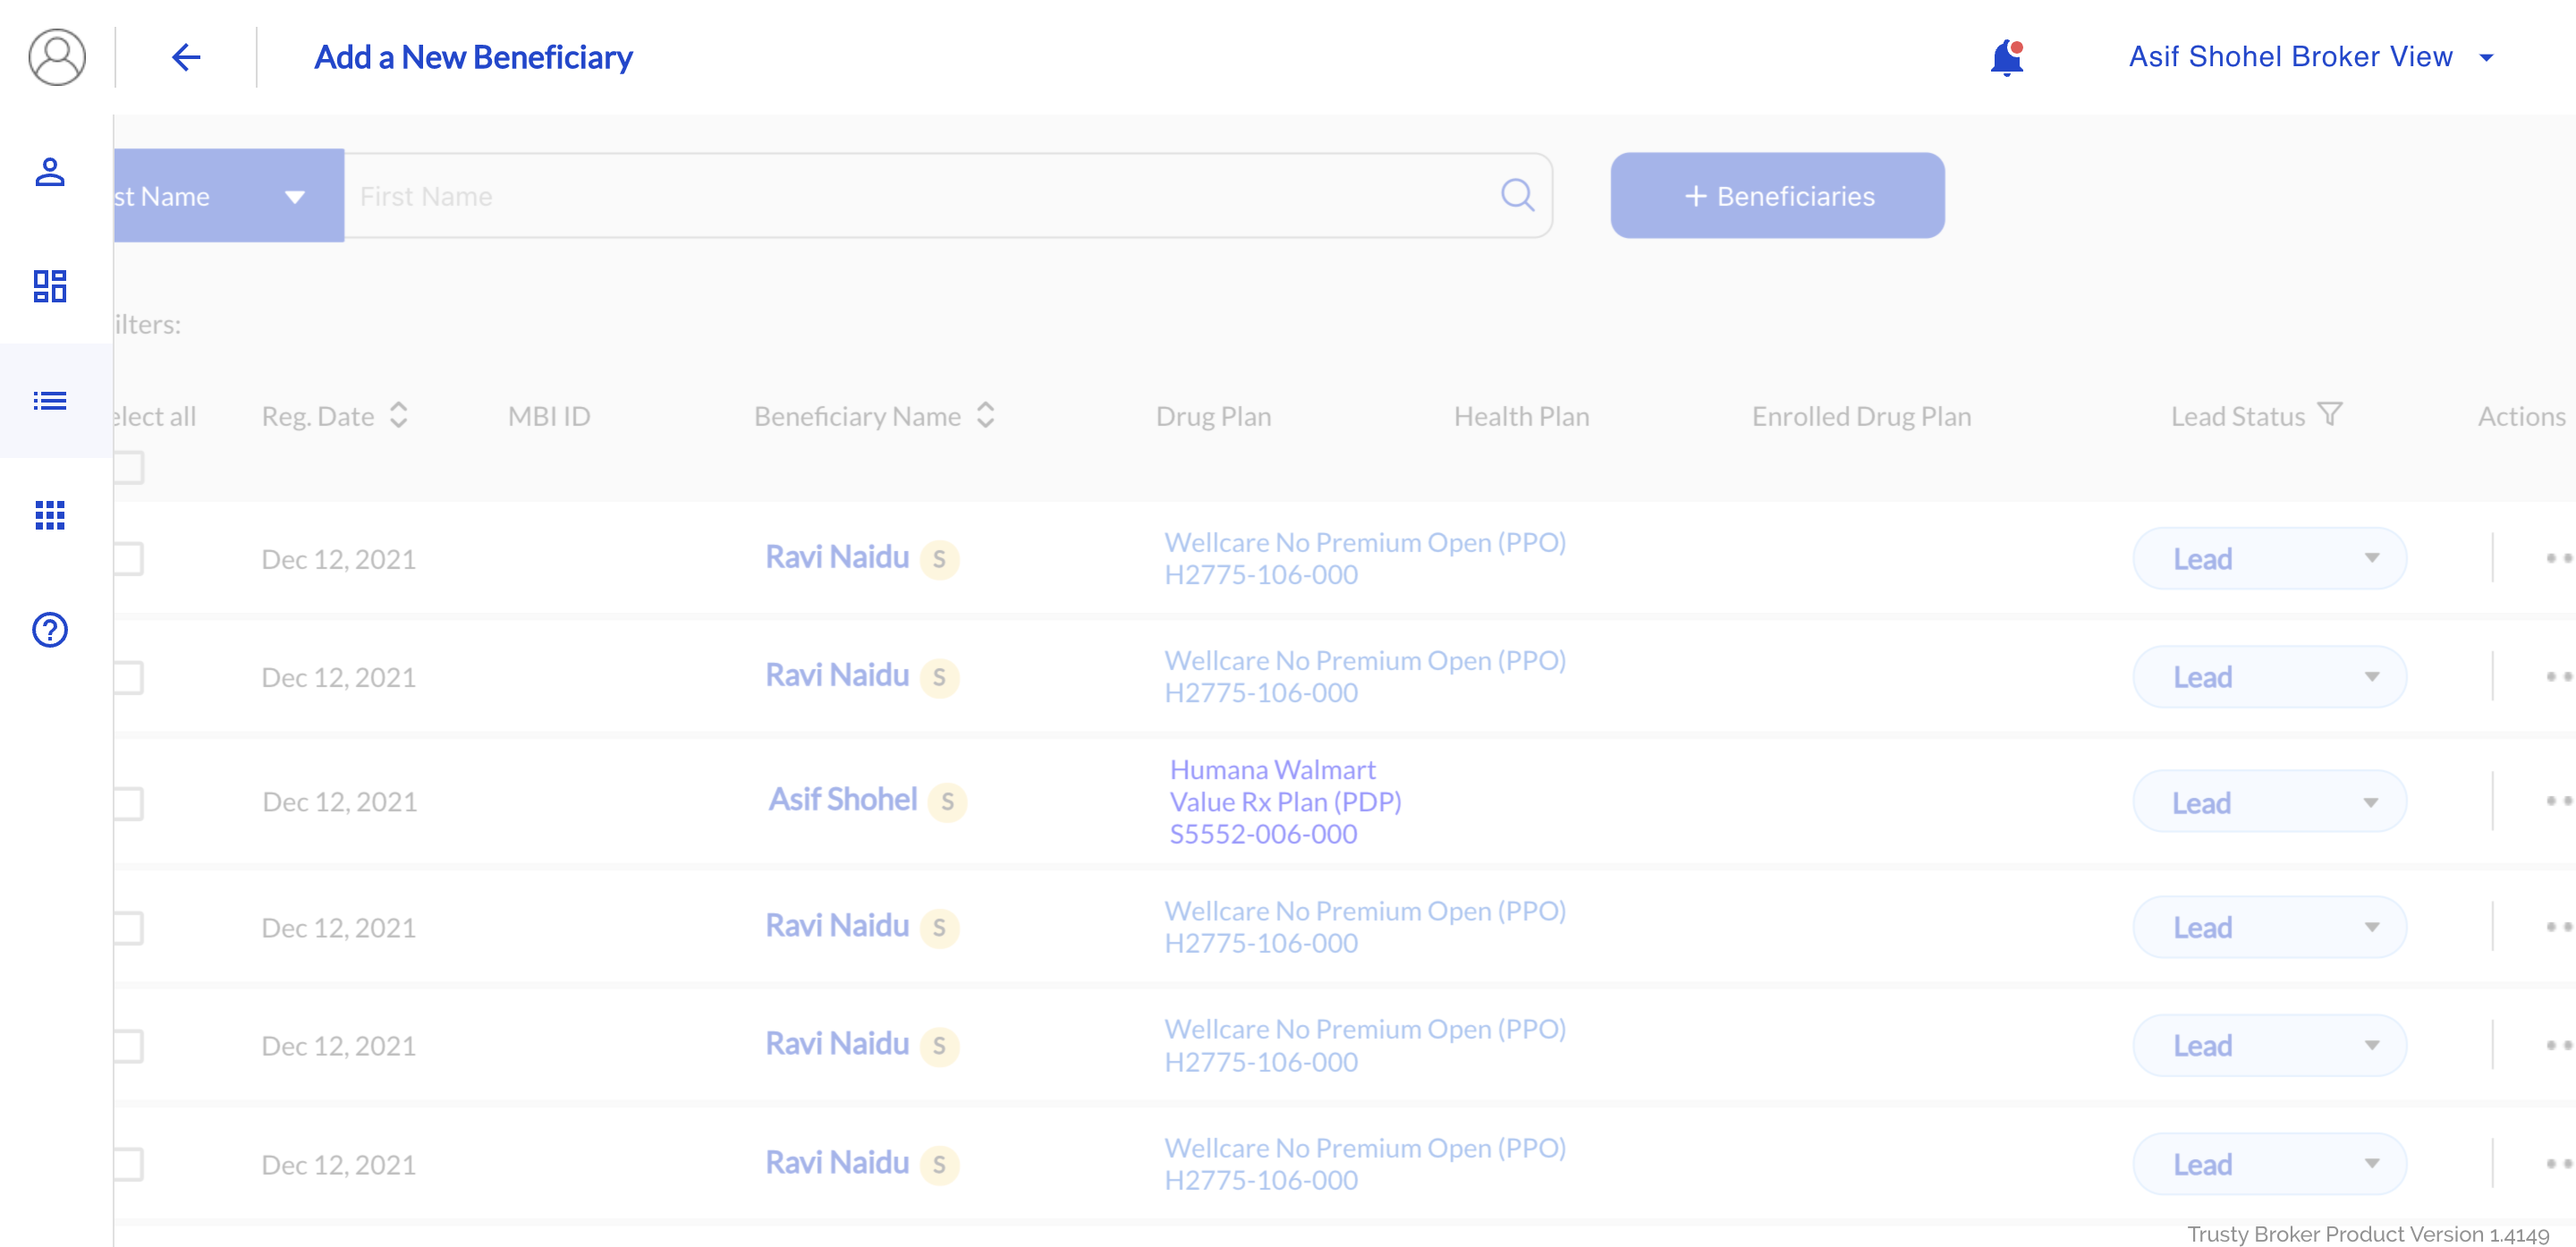 Add a New Beneficiary
Asif Shohel Broker View
st Name
First Name
+ Beneficiaries
ilters:
elect all Reg. Date MBI ID Beneficiary Name Drug Plan Health Plan Enrolled Drug Plan Lead Status Actions
Dec 12, 2021 Ravi Naidu S Wellcare No Premium Open (PPO) Lead
H2775-106-000
Dec 12, 2021 Ravi Naidu S Wellcare No Premium Open (PPO) Lead
H2775-106-000
Humana Walmart
Dec 12, 2021 Asif Shohel S Value Rx Plan (PDP) Lead
S5552-006-000
Dec 12, 2021 Ravi Naidu S Wellcare No Premium Open (PPO) Lead
H2775-106-000
Dec 12, 2021 Ravi Naidu S Wellcare No Premium Open (PPO) Lead
H2775-106-000
Dec 12, 2021 Ravi Naidu S Wellcare No Premium Open (PPO) Lead
H2775-106-000
Trusty Broker Product Version 1.4149